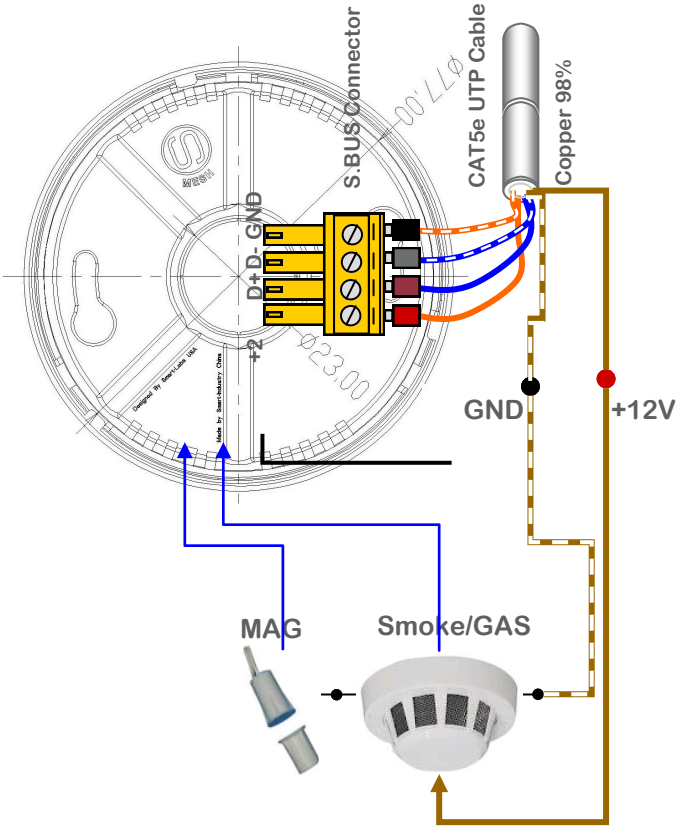 S.BUS Connector
CAT5e UTP Cable
Copper 98%
Ø77.00
S
MESH
GND
D-
D+
+2
Ø23.00
Designed By Smart-Labs USA
Made by Smart-Industry China
GND
+12V
MAG
Smoke/GAS